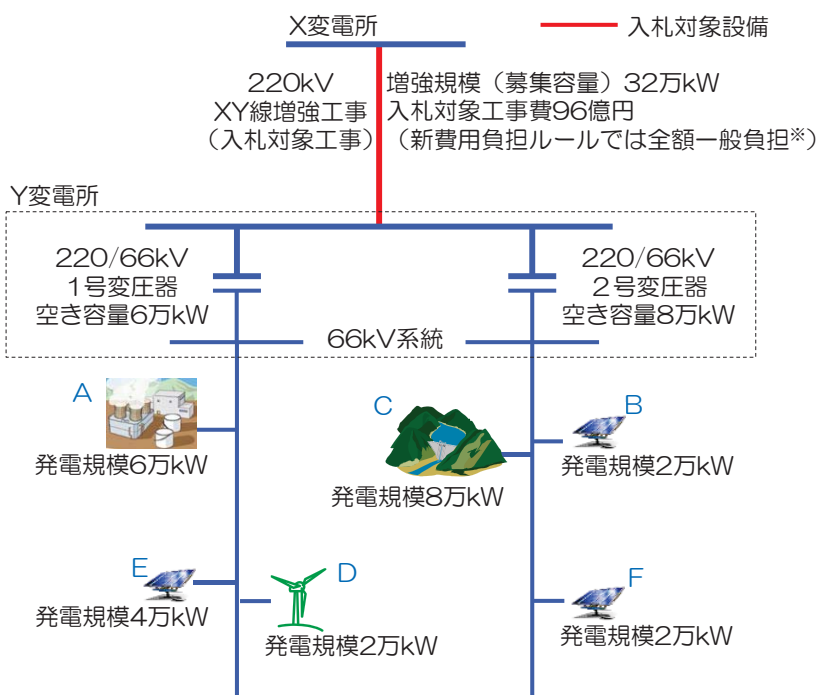 X変電所
入札対象設備
220kV
XY線増強工事
（入札対象工事）
増強規模（募集容量）32万kW
入札対象工事費96億円
（新費用負担ルールでは全額一般負担※）
Y変電所
220/66kV
1号変圧器
空き容量6万kW
220/66kV
2号変圧器
空き容量8万kW
66kV系統
A
発電規模6万kW
C
発電規模8万kW
B
発電規模2万kW
E
発電規模4万kW
D
発電規模2万kW
F
発電規模2万kW